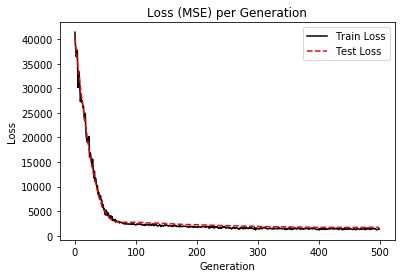 Loss (MSE) per Generation
Train Loss
Test Loss
40000
35000
30000
25000
20000
15000
10000
5000
0
Loss
0 100 200 300 400 500
Generation